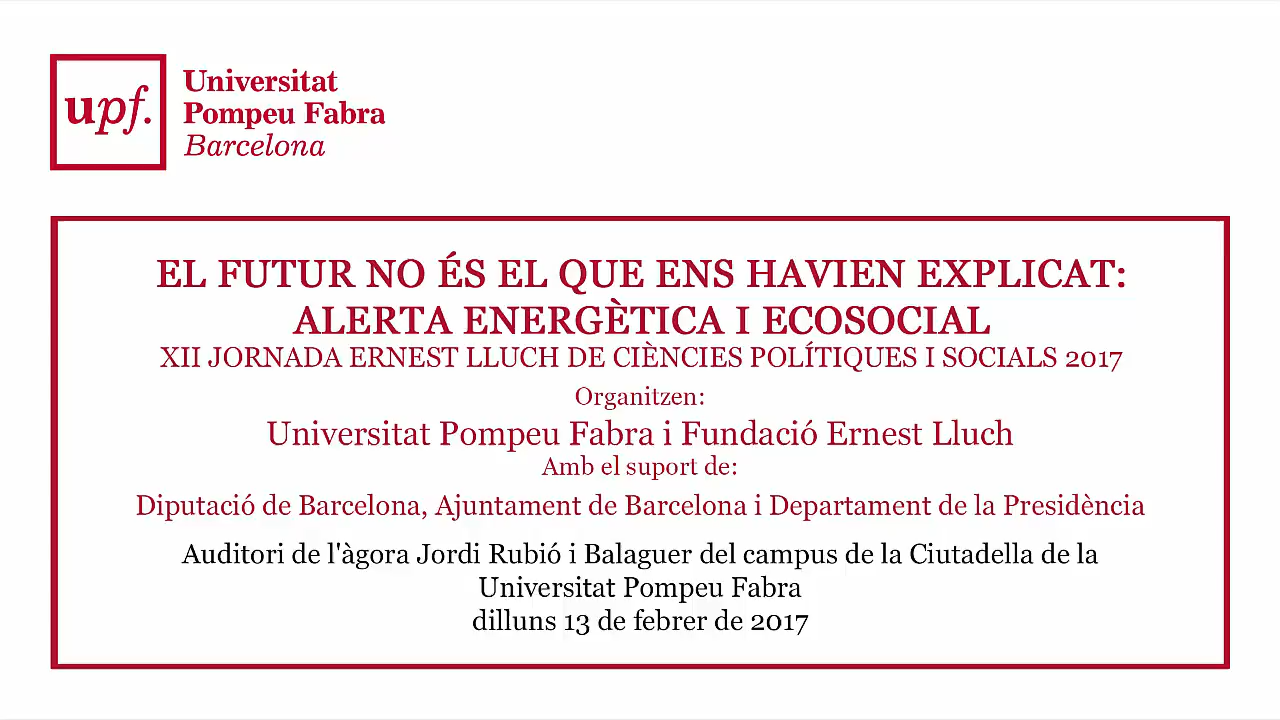 upf.
Universitat
Pompeu Fabra
Barcelona
EL FUTUR NO ÉS EL QUE ENS HAVIEN EXPLICAT:
ALERTA ENERGÈTICA I ECOSOCIAL
XII JORNADA ERNEST LLUCH DE CIÈNCIES POLÍTIQUES I SOCIALS 2017
Organitzen:
Universitat Pompeu Fabra i Fundació Ernest Lluch
Amb el suport de:
Diputació de Barcelona, Ajuntament de Barcelona i Departament de la Presidència
Auditori de l'àgora Jordi Rubió i Balaguer del campus de la Ciutadella de la
Universitat Pompeu Fabra
dilluns 13 de febrer de 2017